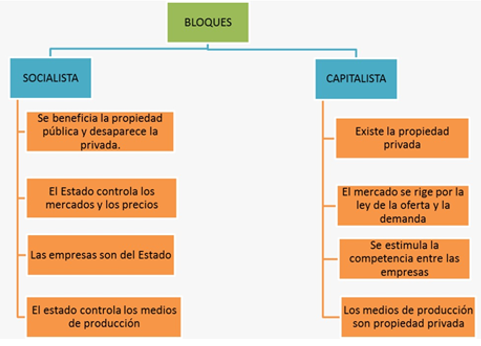 BLOQUES
SOCIALISTA
Se beneficia la propiedad
pública y desaparece la
privada.
El Estado controla los
mercados y los precios
Las empresas son del Estado
El estado controla los medios
de producción
CAPITALISTA
Existe la propiedad
privada
El mercado se rige por la
ley de la oferta y la
demanda
Se estimula la
competencia entre las
empresas
Los medios de producción
son propiedad privada